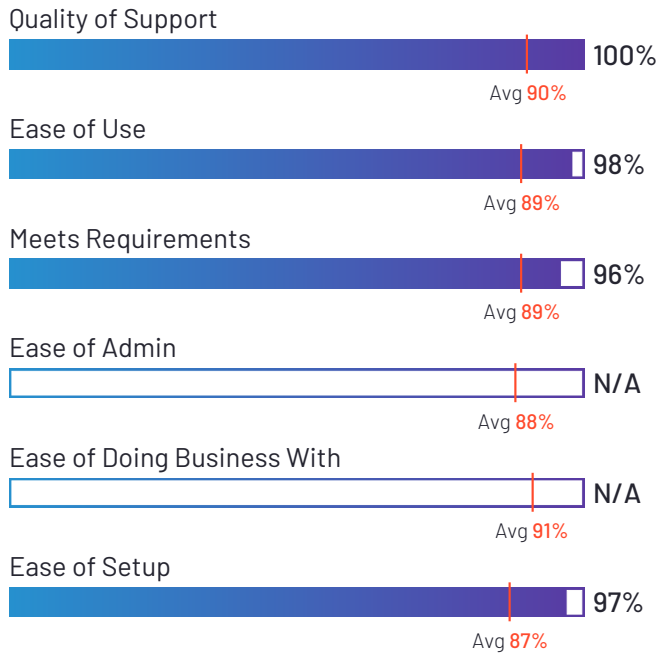 Quality of Support
100%
Avg 90%
Ease of Use
98%
Avg 89%
Meets Requirements
96%
Avg 89%
Ease of Admin
N/A
Avg 88%
Ease of Doing Business With
N/A
Avg 91%
Ease of Setup
97%
Avg 87%